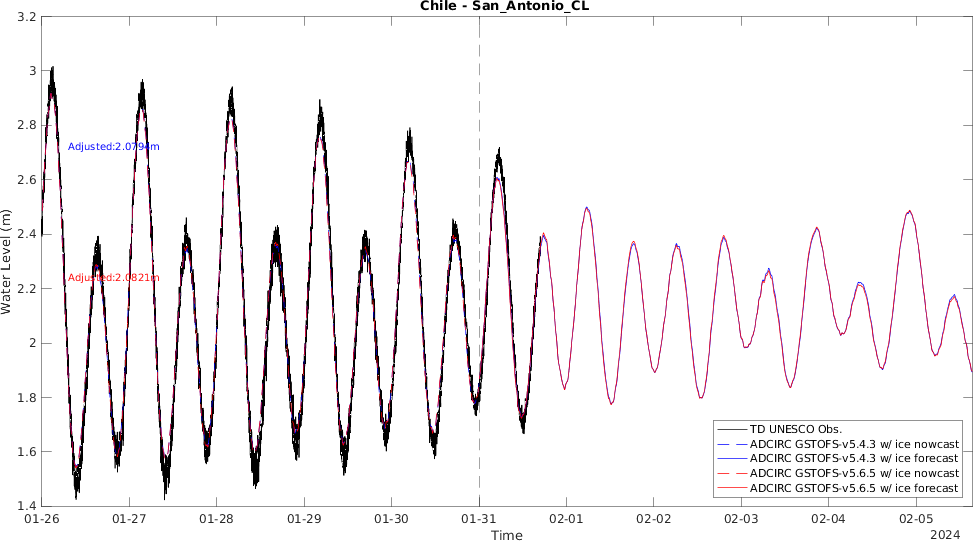 Chile - San_Antonio_CL
Water Level (m)
3.2
3
2.8
2.6
2.4
2.2
2
1.8
1.6
1.4
Adjusted:2.0794m
Adjusted:2.0821m
TD UNESCO Obs.
ADCIRC GSTOFS-v5.4.3 w/ ice nowcast
ADCIRC GSTOFS-v5.4.3 w/ ice forecast
ADCIRC GSTOFS-v5.6.5 w/ ice nowcast
ADCIRC GSTOFS-v5.6.5 w/ ice forecast
01-26 01-27 01-28 01-29 01-30 01-31 02-01 02-02 02-03 02-04 02-05
Time
2024